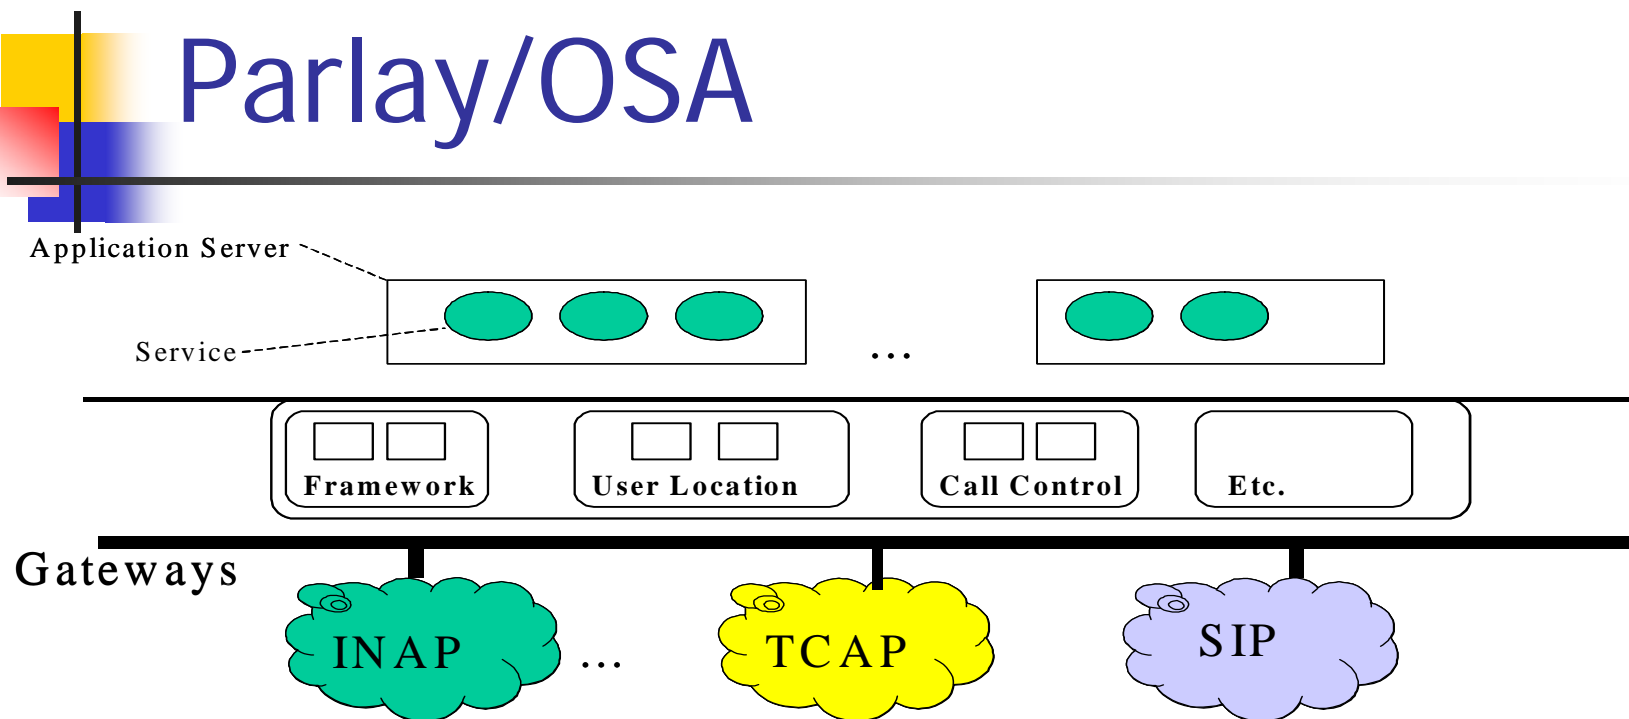 Parlay/OSA
Application Server
Service
...
Framework
User Location
Call Control
Etc.
Gateways
INAP
...
TCAP
SIP